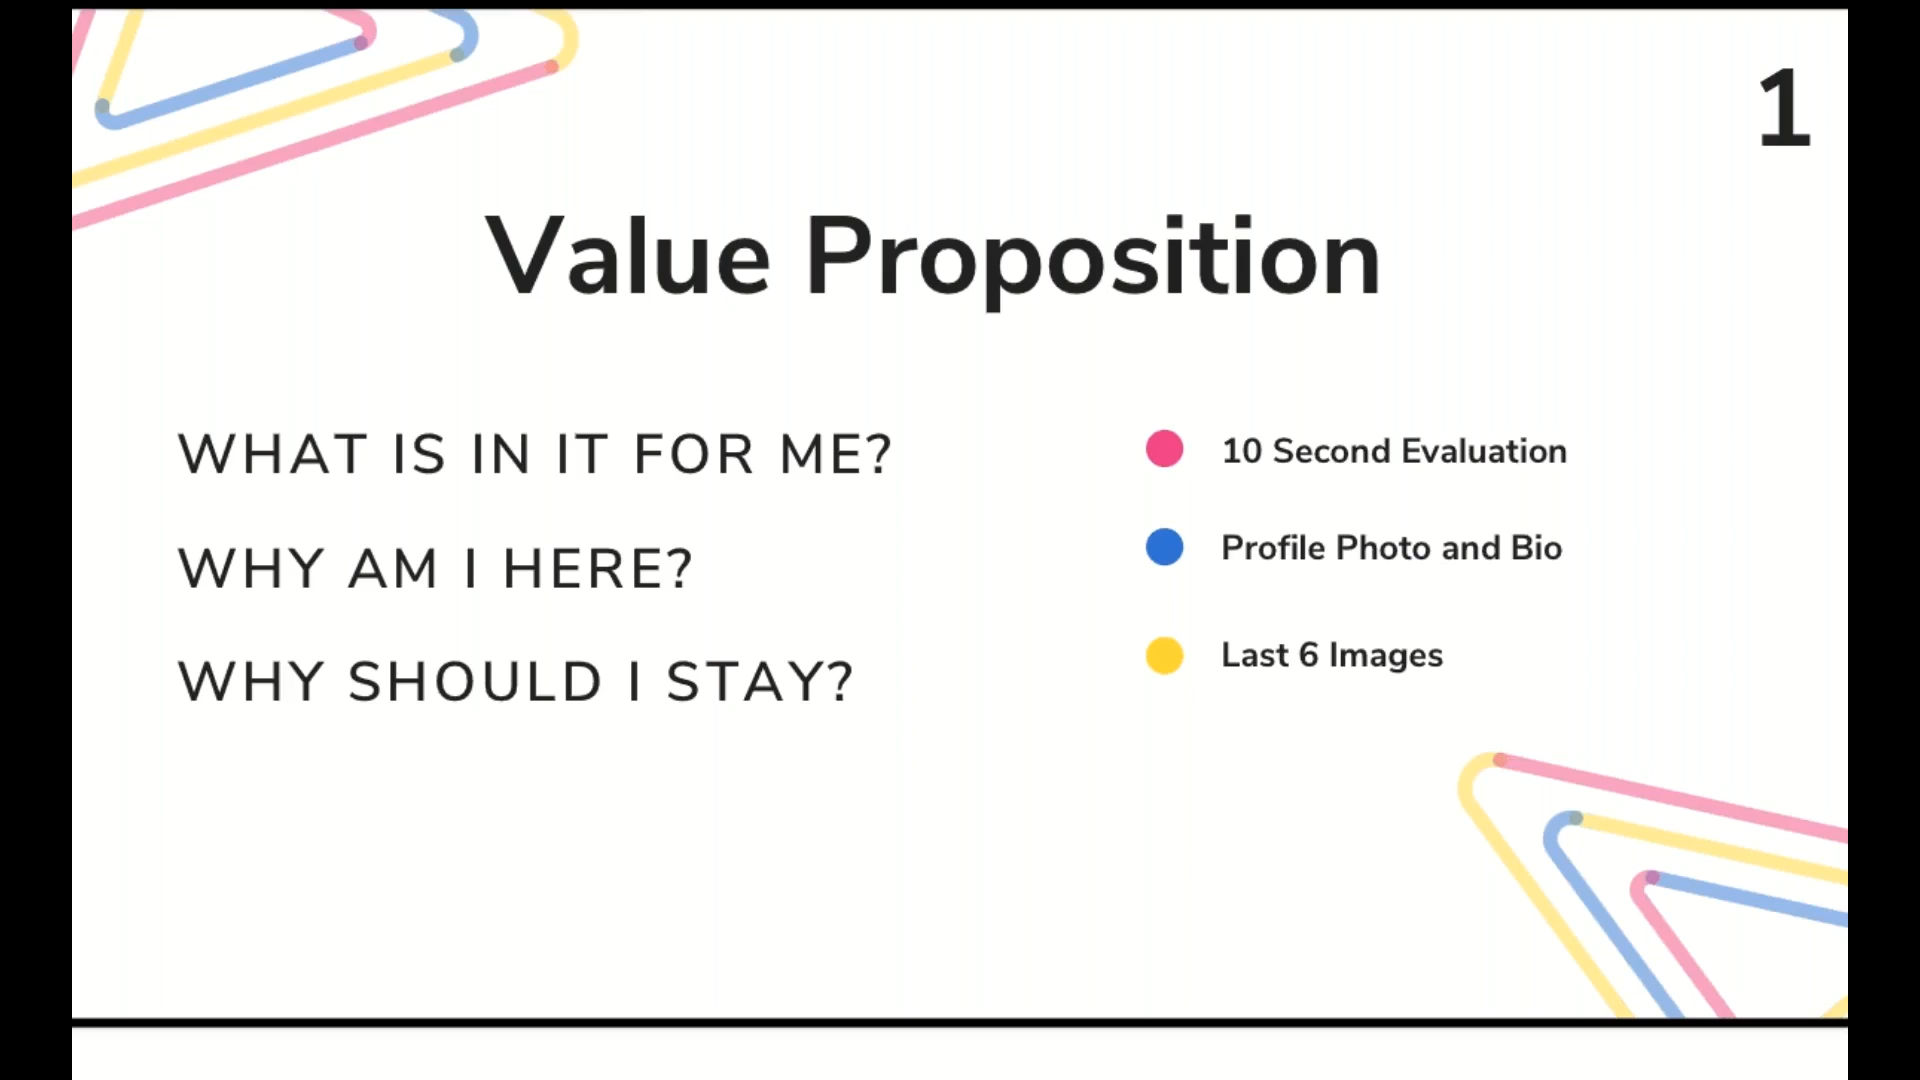 1
Value Proposition
WHAT IS IN IT FOR ME?
WHY AM I HERE?
WHY SHOULD I STAY?
10 Second Evaluation
Profile Photo and Bio
Last 6 Images